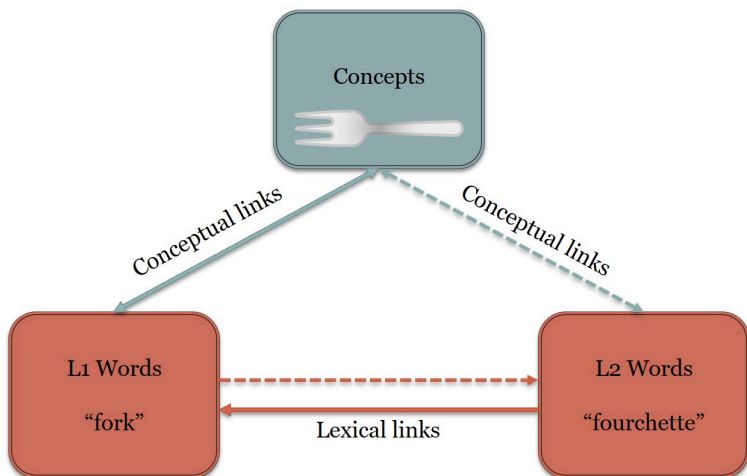 Concepts
Conceptual links
Conceptual links
L1 Words
“fork”
L2 Words
“fourchette”
Lexical links